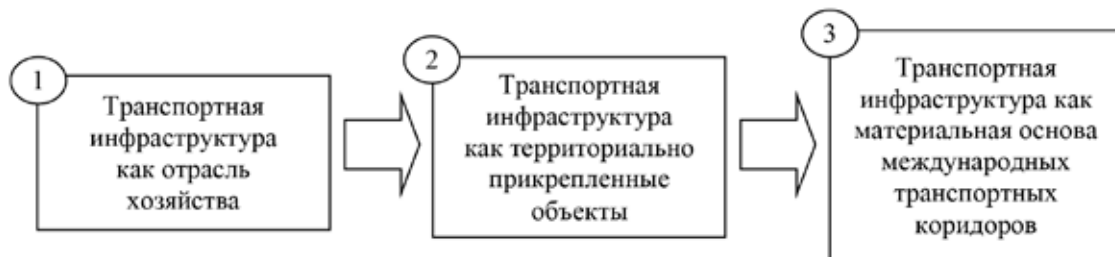 1
Транспортная
инфраструктура
как отрасль
хозяйства
2
Транспортная
инфраструктура
как территориально
прикрепленные
объекты
3
Транспортная
инфраструктура как
материальная основа
международных
транспортных
коридоров